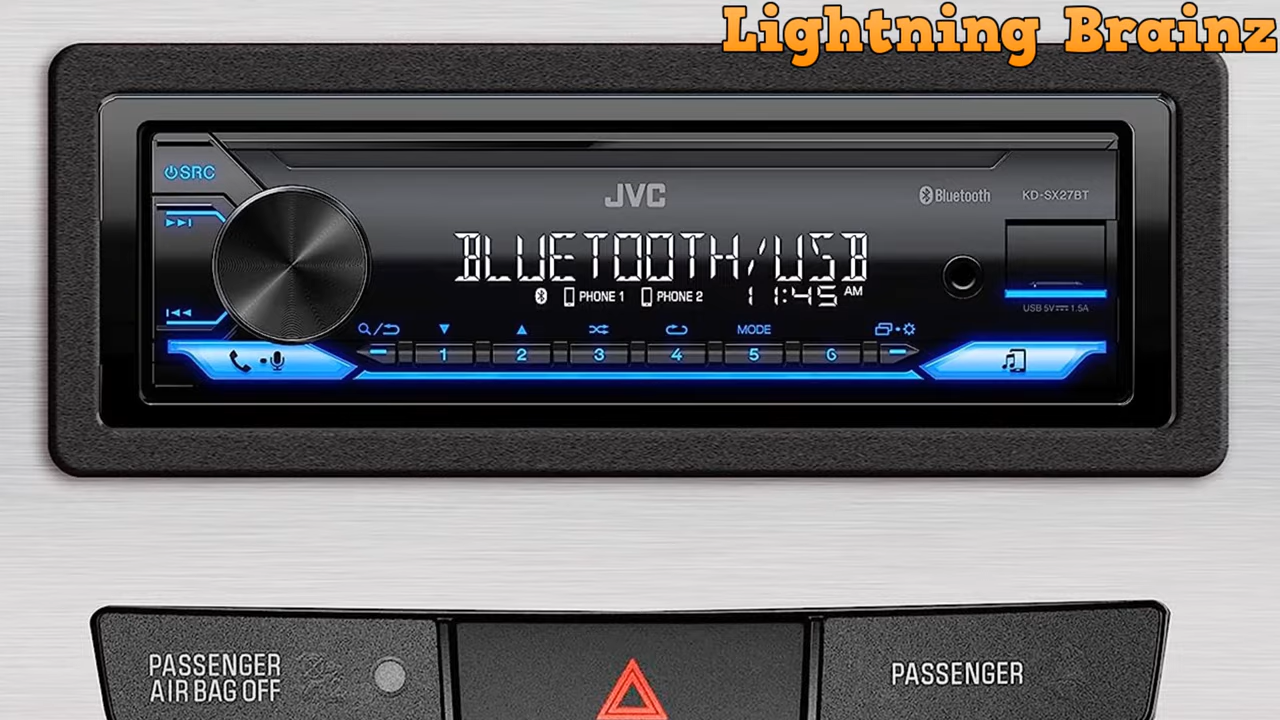 Lightning Brainz
SRC
JVC
Bluetooth
KD-SX27BT
BLUETOOTH/USB
PHONE 1
PHONE 2
11:45 AM
USB 5V 1.5A
MODE
1
2
3
4
5
6
PASSENGER
AIR BAG OFF
PASSENGER